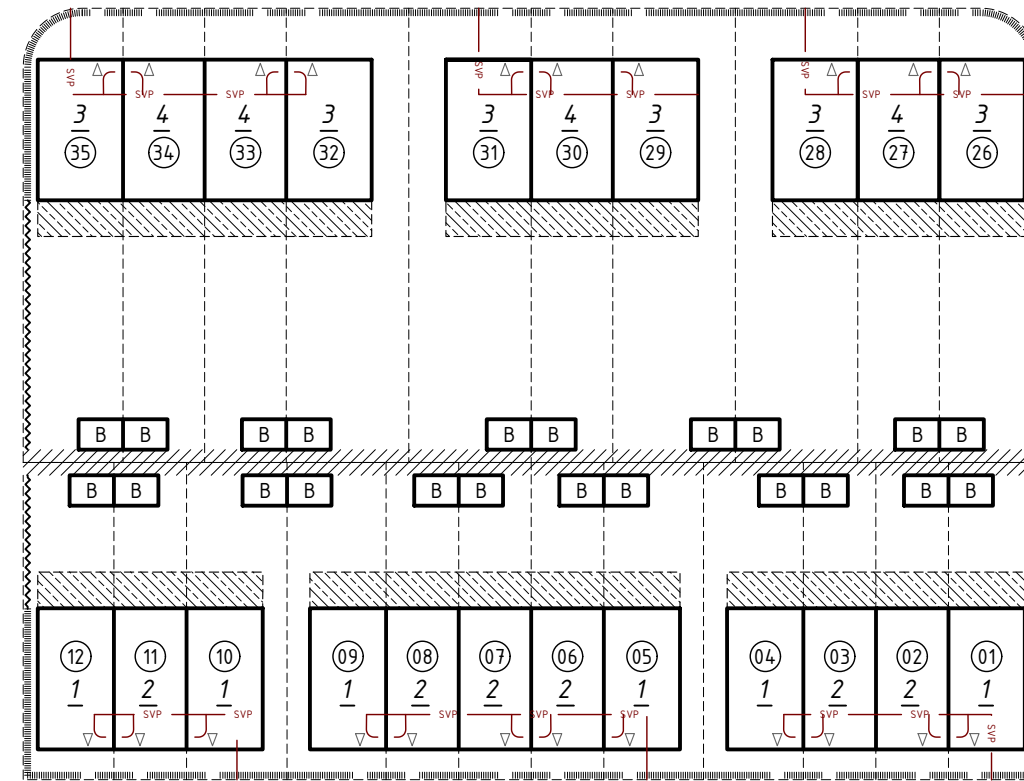 SVP SVP SVP SVP SVP SVP SVP SVP SVP
3 4 4 3 3 4 3 3 4 3
35 34 33 32 31 30 29 28 27 26
B B B B B B B B B B
B B B B B B B B B B B B
12 11 10 09 08 07 06 05 04 03 02 01
1 2 1 1 2 2 2 1 1 2 2 1
SVP SVP SVP SVP SVP SVP SVP SVP